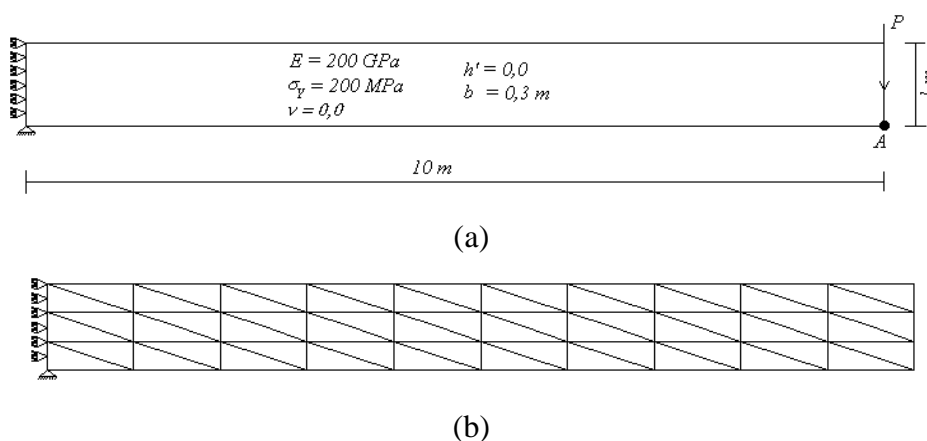 P
E = 200 GPa
h' = 0,0
σY = 200 MPa
b = 0,3 m
ν = 0,0
A
10 m
(a)
(b)